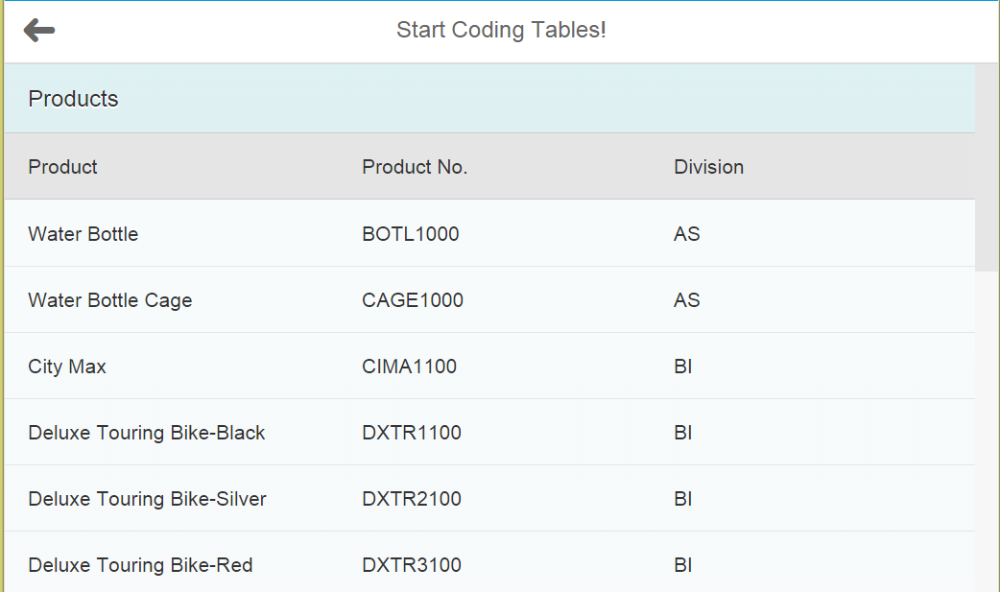 Start Coding Tables!
Products
Product Product No. Division
Water Bottle BOTL1000 AS
Water Bottle Cage CAGE1000 AS
City Max CIMA1100 BI
Deluxe Touring Bike-Black DXTR1100 BI
Deluxe Touring Bike-Silver DXTR2100 BI
Deluxe Touring Bike-Red DXTR3100 BI